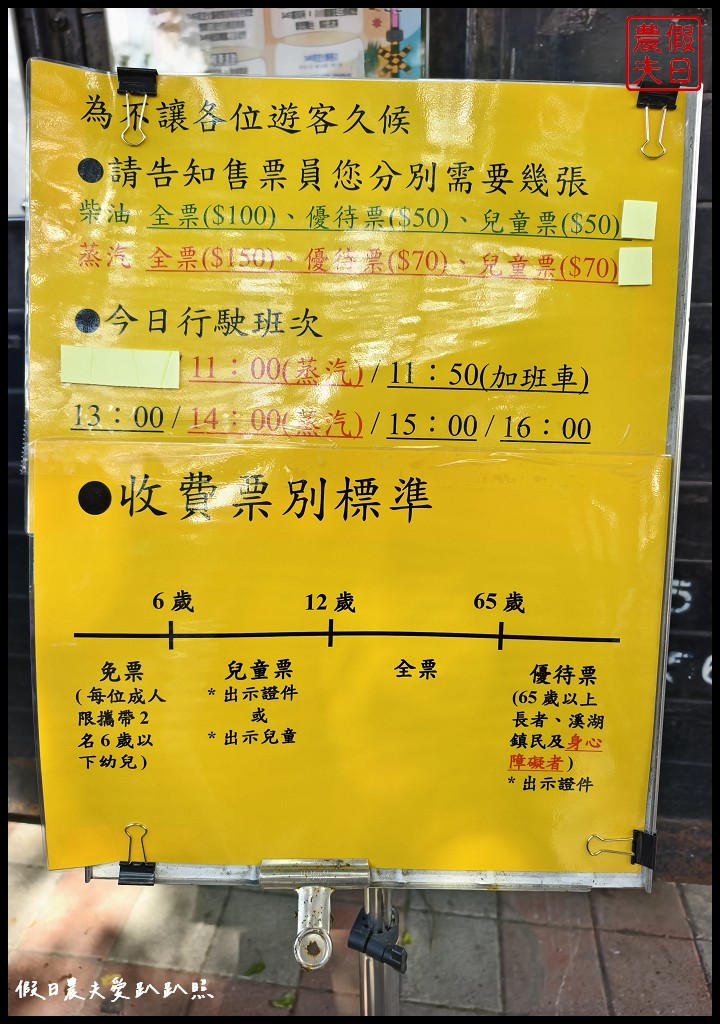 假日農夫
為不讓各位遊客久候
●請告知售票員您分別需要幾張
柴油 全票($100)、優待票($50)、兒童票($50)
蒸汽 全票($150)、優待票($70)、兒童票($70)
●今日行駛班次
/ 11：00(蒸汽) / 11：50(加班車)
13：00 / 14：00(蒸汽) / 15：00 / 16：00
●收費票別標準
6 歲 12 歲 65 歲
免票
(每位成人
限攜帶 2
名 6 歲以
下幼兒)
兒童票
* 出示證件
或
* 出示兒童
全票
優待票
(65 歲以上
長者、溪湖
鎮民及身心
障礙者)
* 出示證件
假日農夫愛趴趴照